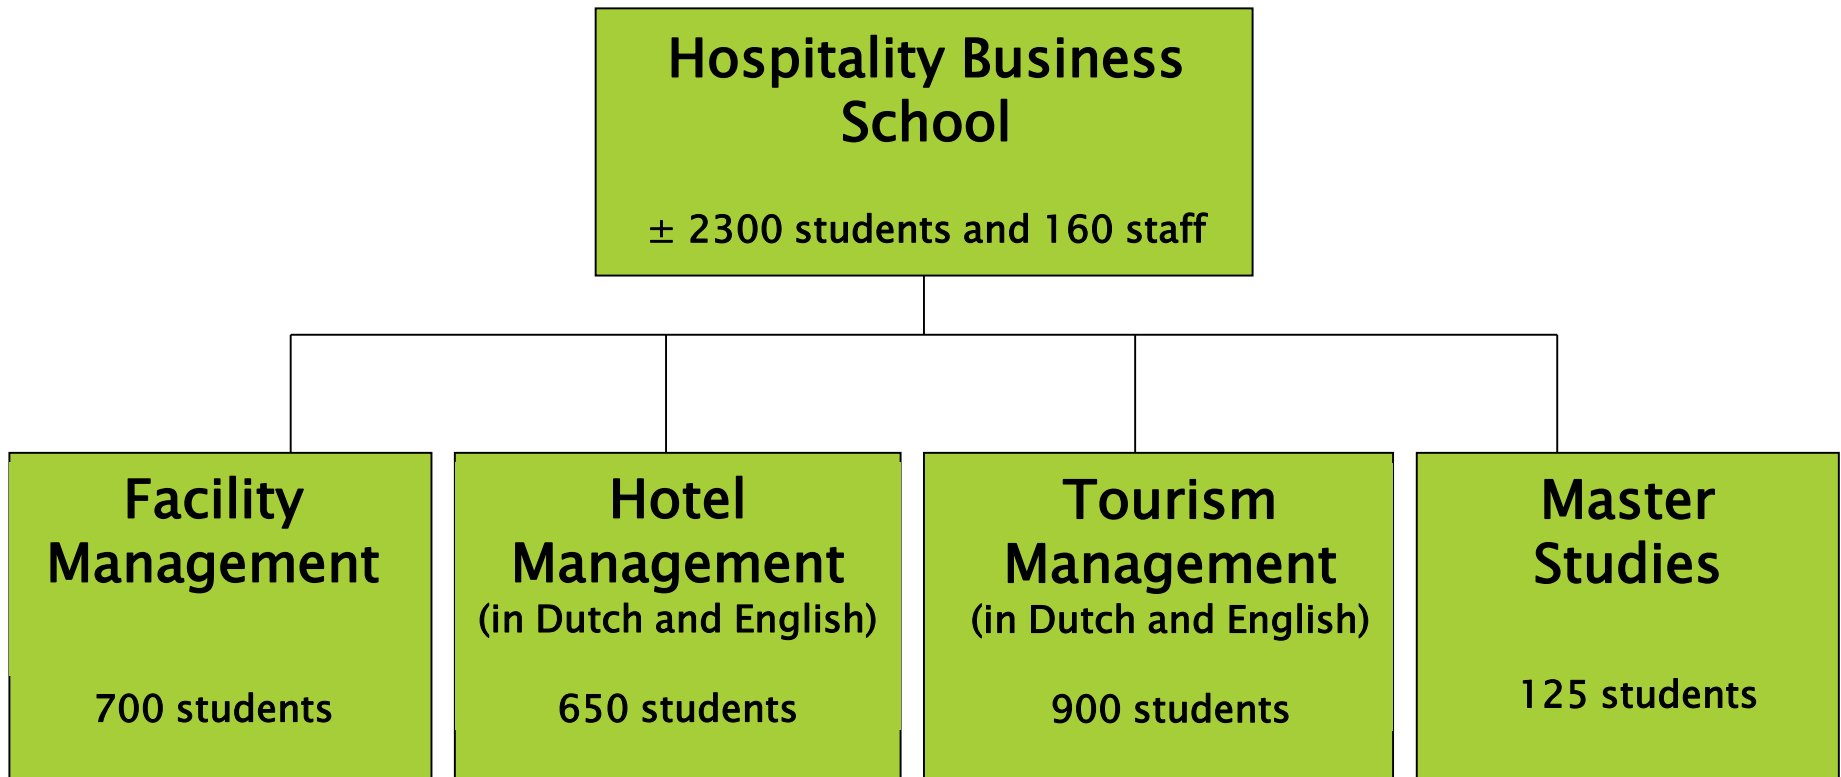 Hospitality Business
School
± 2300 students and 160 staff
Facility
Management
700 students
Hotel
Management
(in Dutch and English)
650 students
Tourism
Management
(in Dutch and English)
900 students
Master
Studies
125 students